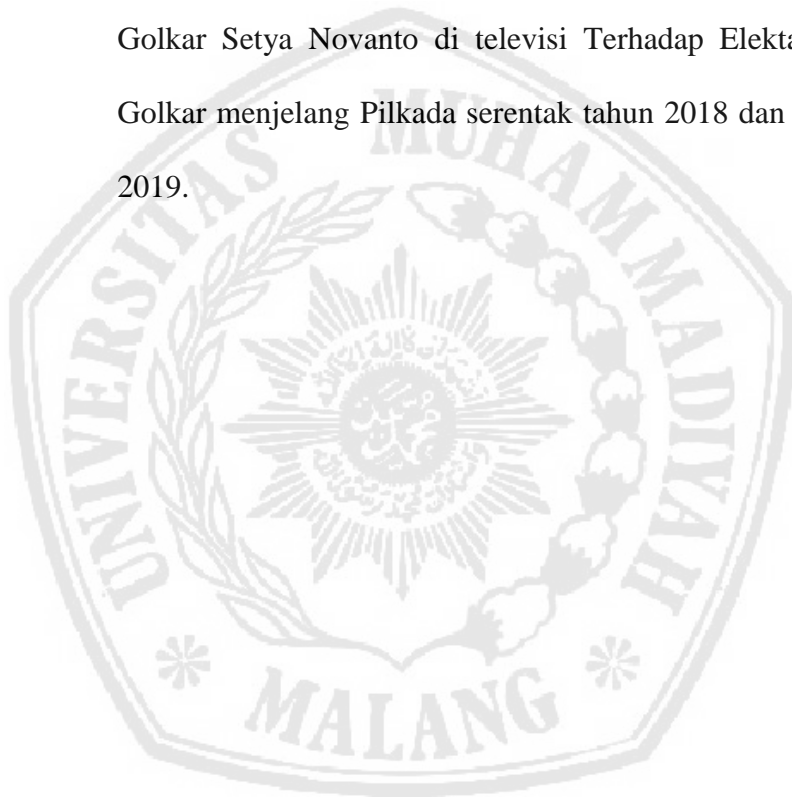 Golkar Setya Novanto di televisi Terhadap Elekta
Golkar menjelang Pilkada serentak tahun 2018 dan
2019.
UNIVERSITAS MUHAMMADIYAH
MALANG